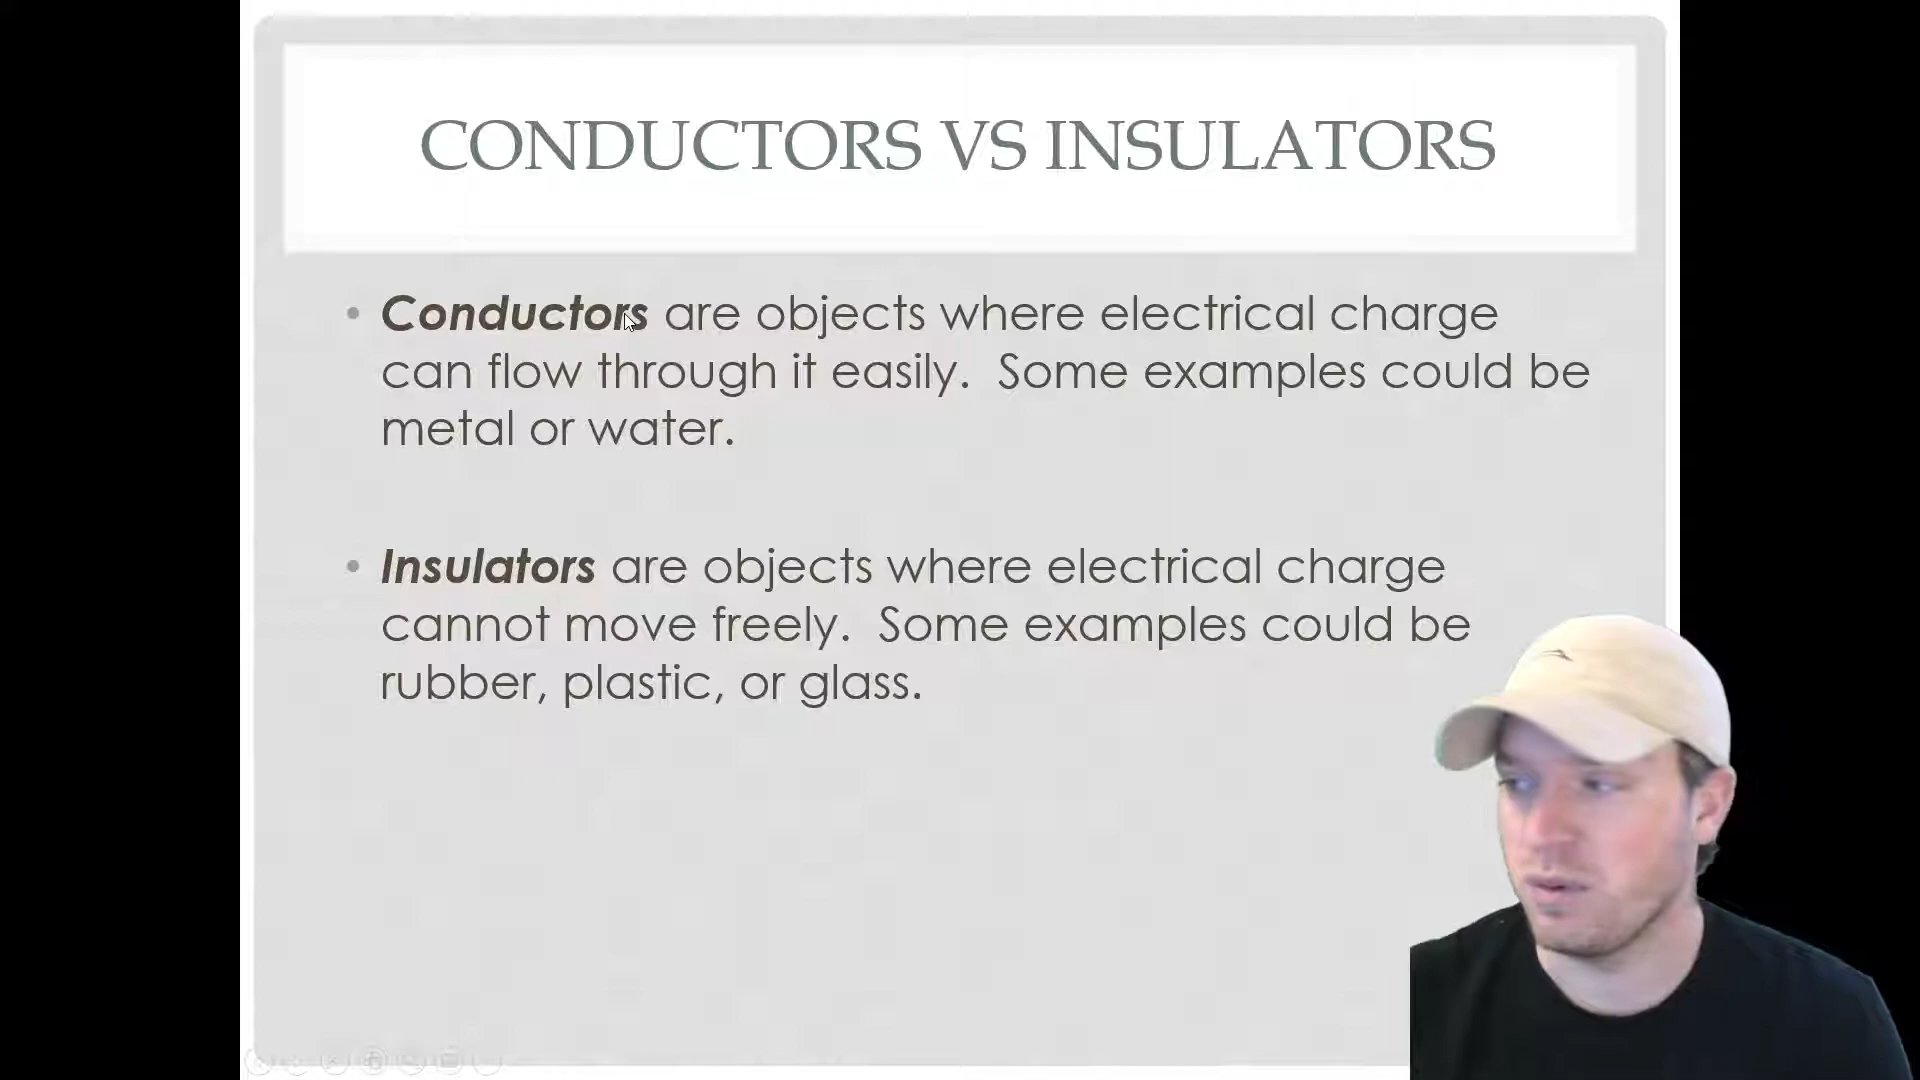 CONDUCTORS VS INSULATORS
• Conductors are objects where electrical charge
can flow through it easily.  Some examples could be
metal or water.
• Insulators are objects where electrical charge
cannot move freely.  Some examples could be
rubber, plastic, or glass.